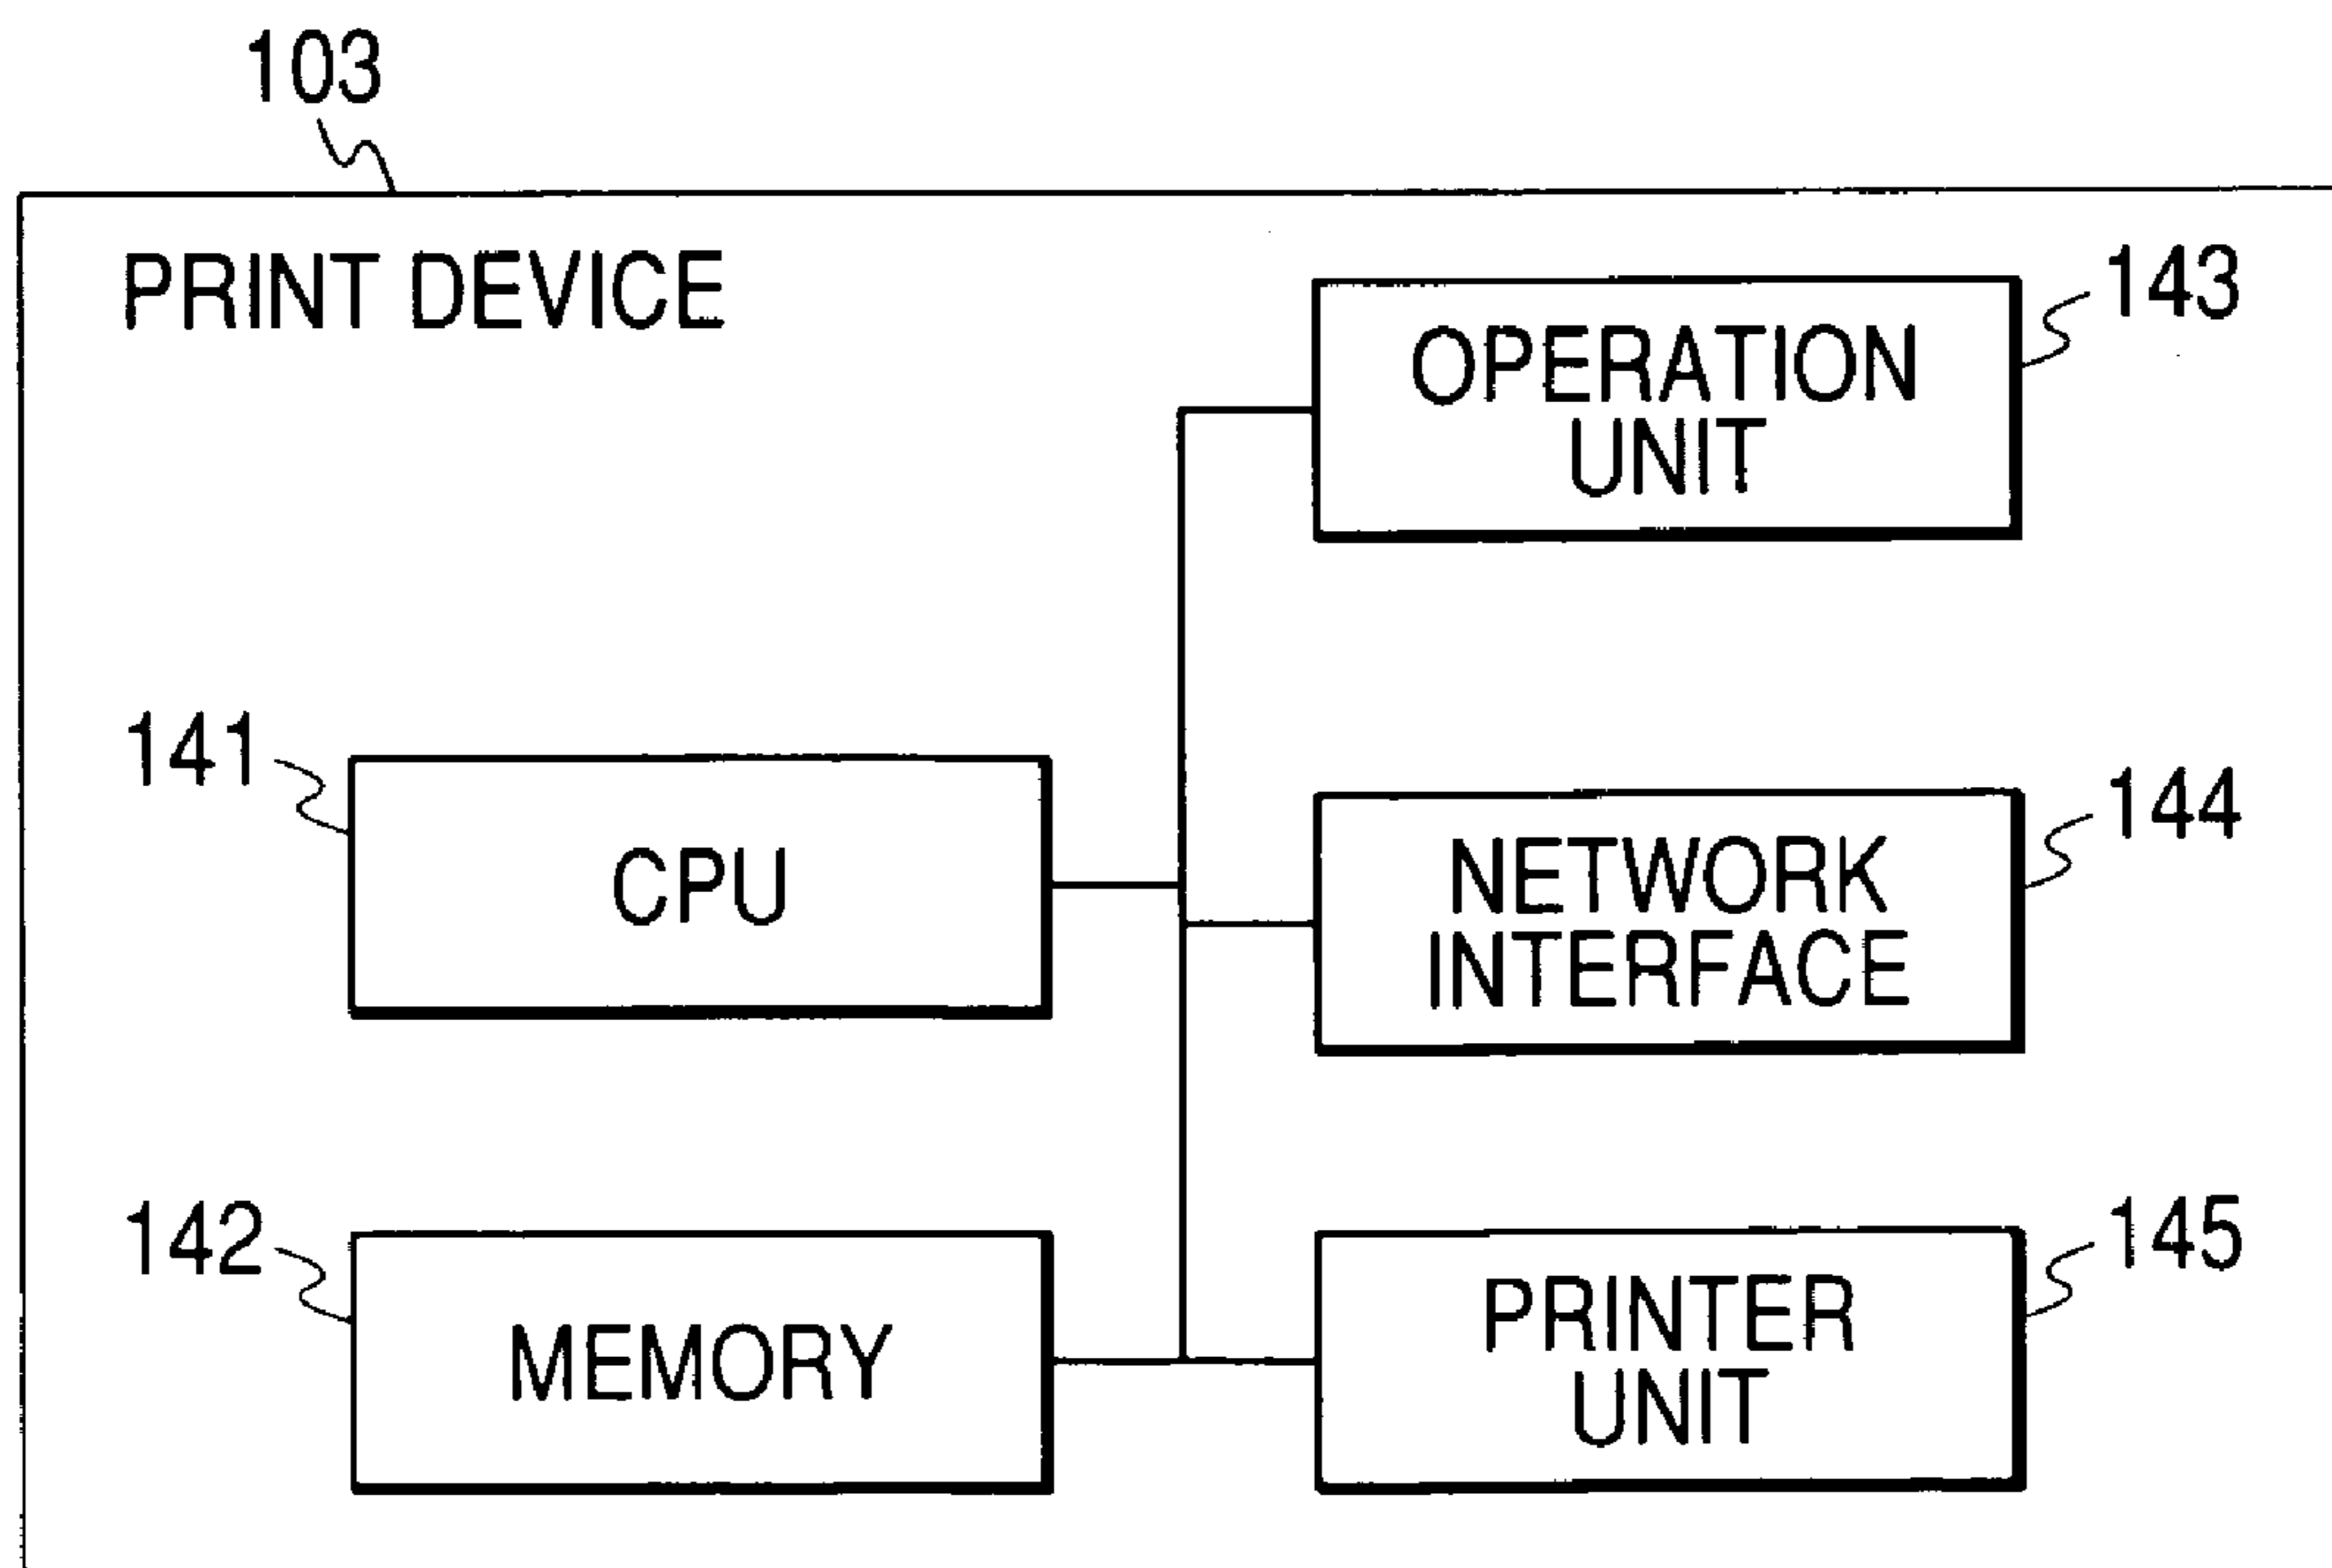 103
PRINT DEVICE
143
OPERATION
UNIT
141
CPU
144
NETWORK
INTERFACE
142
MEMORY
145
PRINTER
UNIT